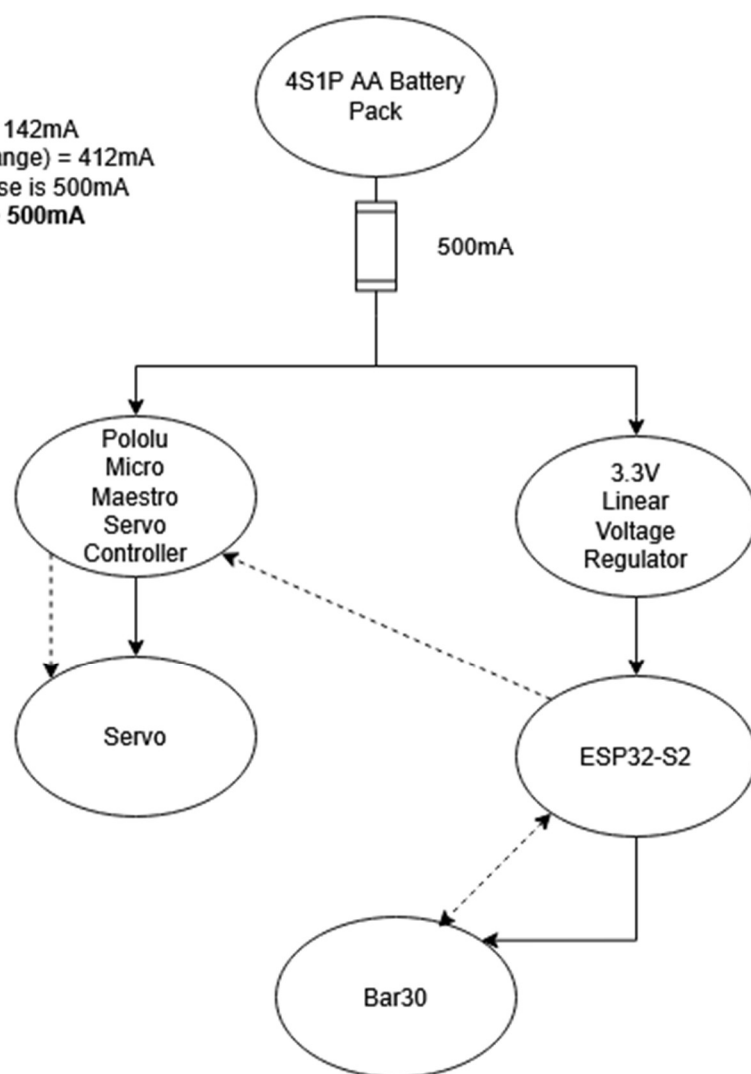 4S1P AA Battery
Pack
142mA
ange) = 412mA
se is 500mA
500mA
500mA
Pololu
Micro
Maestro
Servo
Controller
3.3V
Linear
Voltage
Regulator
Servo
ESP32-S2
Bar30